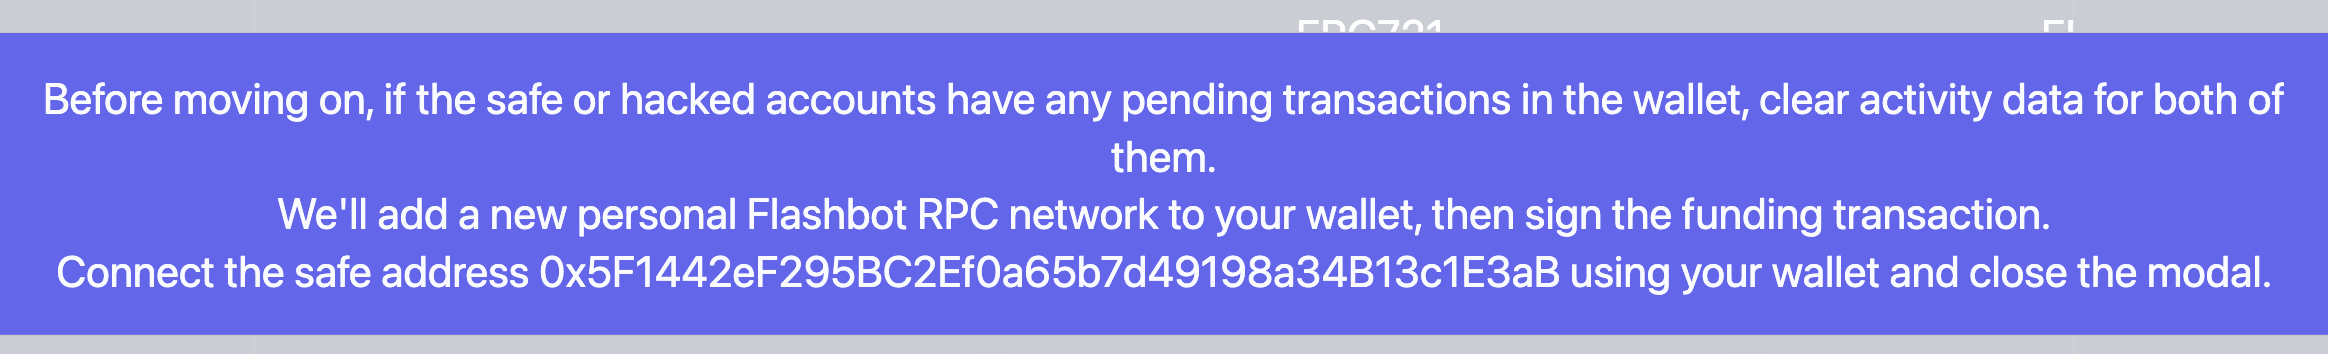 Before moving on, if the safe or hacked accounts have any pending transactions in the wallet, clear activity data for both of
them.
We'll add a new personal Flashbot RPC network to your wallet, then sign the funding transaction.
Connect the safe address 0x5F1442eF295BC2Ef0a65b7d49198a34B13c1E3aB using your wallet and close the modal.